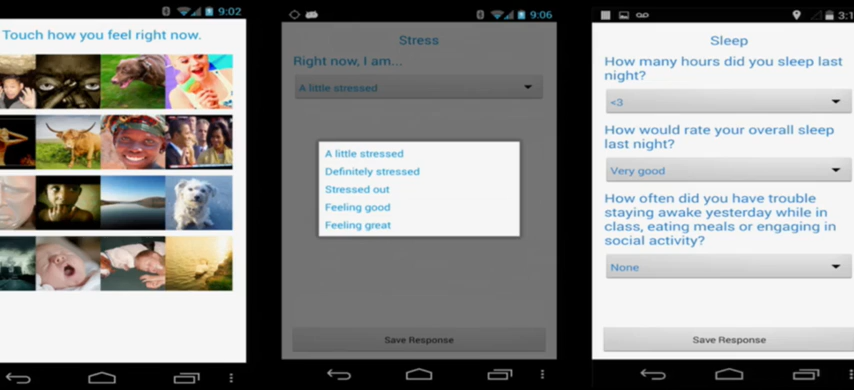 9:02
Touch how you feel right now.
9:06
Stress
Right now, I am...
A little stressed
A little stressed
Definitely stressed
Stressed out
Feeling good
Feeling great
Save Response
Sleep
How many hours did you sleep last
night?
<3
How would rate your overall sleep
last night?
Very good
How often did you have trouble
staying awake yesterday while in
class, eating meals or engaging in
social activity?
None
Save Response